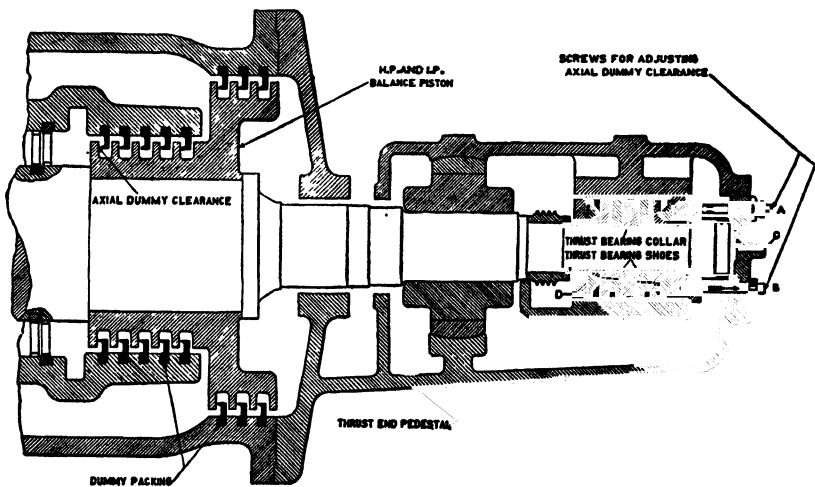 H.P. AND I.P.
BALANCE PISTON
SCREWS FOR ADJUSTING
AXIAL DUMMY CLEARANCE
AXIAL DUMMY CLEARANCE
THRUST BEARING COLLAR
THRUST BEARING SHOES
A
C
B
D
THRUST END PEDESTAL
DUMMY PACKING